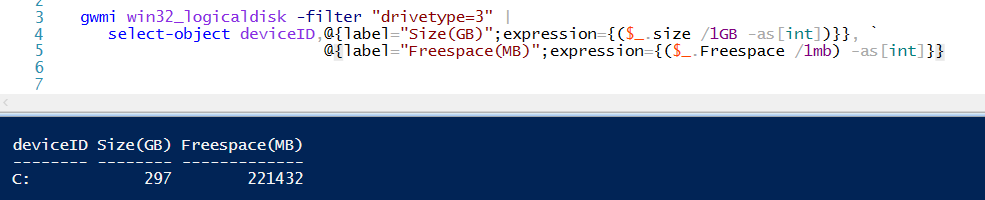 2
3 gwmi win32_logicaldisk -filter "drivetype=3" |
4 select-object deviceID,@{label="Size(GB)";expression={($_.size /1GB -as[int])}}, `
5 @{label="Freespace(MB)";expression={($_.Freespace /1mb) -as[int]}}
6
7
deviceID Size(GB) Freespace(MB)
-------- -------- -------------
C: 297 221432